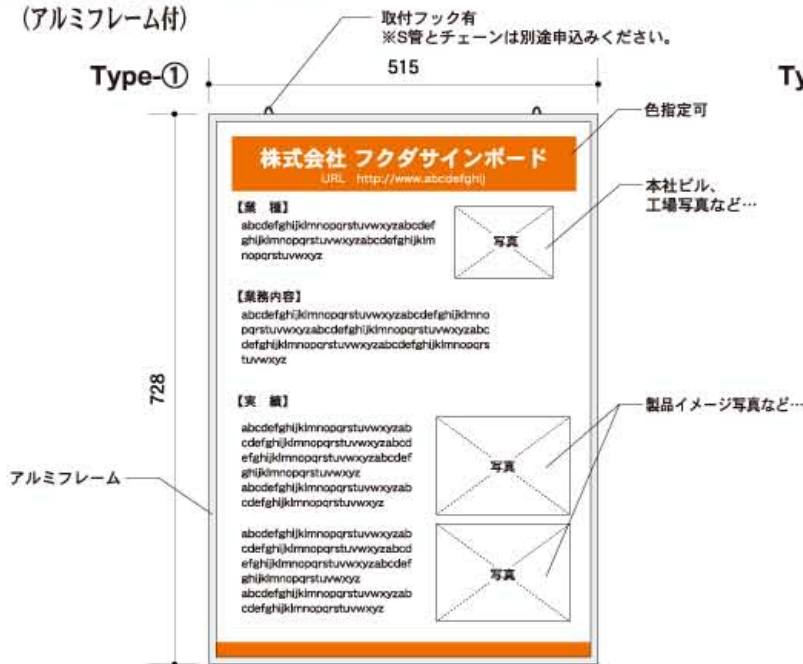 （アルミフレーム付）
取付フック有
※S管とチェーンは別途申込みください。
Type-①
515
Ty
色指定可
株式会社 フクダサインボード
URL http://www.abcdefghij
本社ビル、
工場写真など…
【業 種】
abcdefghijklmnopqrstuvwxyzabcdef
ghijklmnopqrstuvwxyzabcdefghijklm
nopqrstuvwxyz
写真
【業務内容】
abcdefghijklmnopqrstuvwxyzabcdefghijklmno
pqrstuvwxyzabcdefghijklmnopqrstuvwxyzabc
defghijklmnopqrstuvwxyzabcdefghijklmnopqrs
tuvwxyz
728
【実 績】
製品イメージ写真など…
abcdefghijklmnopqrstuvwxyzab
cdefghijklmnopqrstuvwxyzabcd
efghijklmnopqrstuvwxyzabcdef
ghijklmnopqrstuvwxyz
abcdefghijklmnopqrstuvwxyzab
cdefghijklmnopqrstuvwxyz
写真
アルミフレーム
abcdefghijklmnopqrstuvwxyzab
cdefghijklmnopqrstuvwxyzabcd
efghijklmnopqrstuvwxyzabcdef
ghijklmnopqrstuvwxyz
abcdefghijklmnopqrstuvwxyzab
cdefghijklmnopqrstuvwxyz
写真